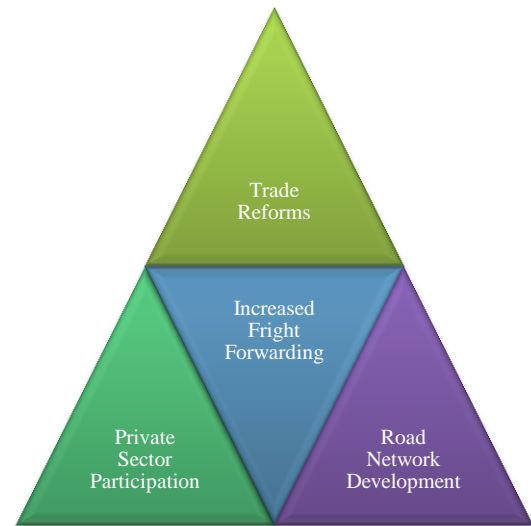 Trade
Reforms
Increased
Fright
Forwarding
Private
Sector
Participation
Road
Network
Development